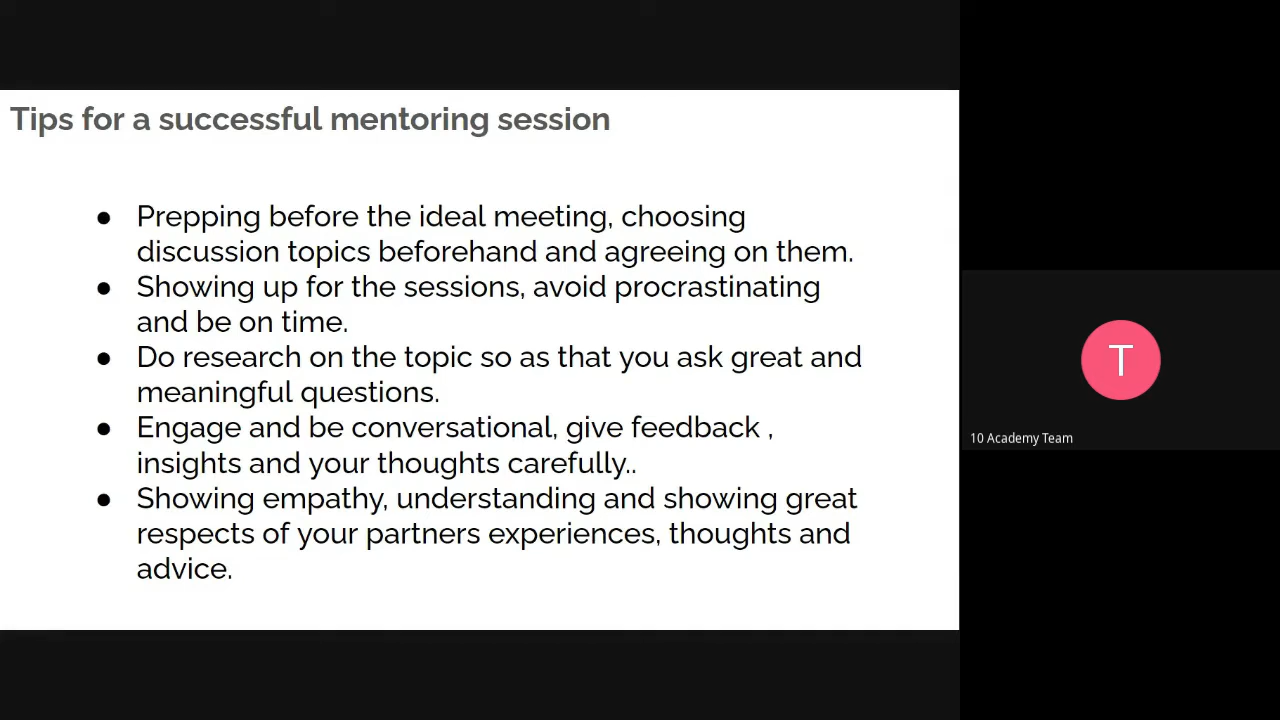 Tips for a successful mentoring session
● Prepping before the ideal meeting, choosing
discussion topics beforehand and agreeing on them.
● Showing up for the sessions, avoid procrastinating
and be on time.
● Do research on the topic so as that you ask great and
meaningful questions.
● Engage and be conversational, give feedback ,
insights and your thoughts carefully..
● Showing empathy, understanding and showing great
respects of your partners experiences, thoughts and
advice.
T
10 Academy Team